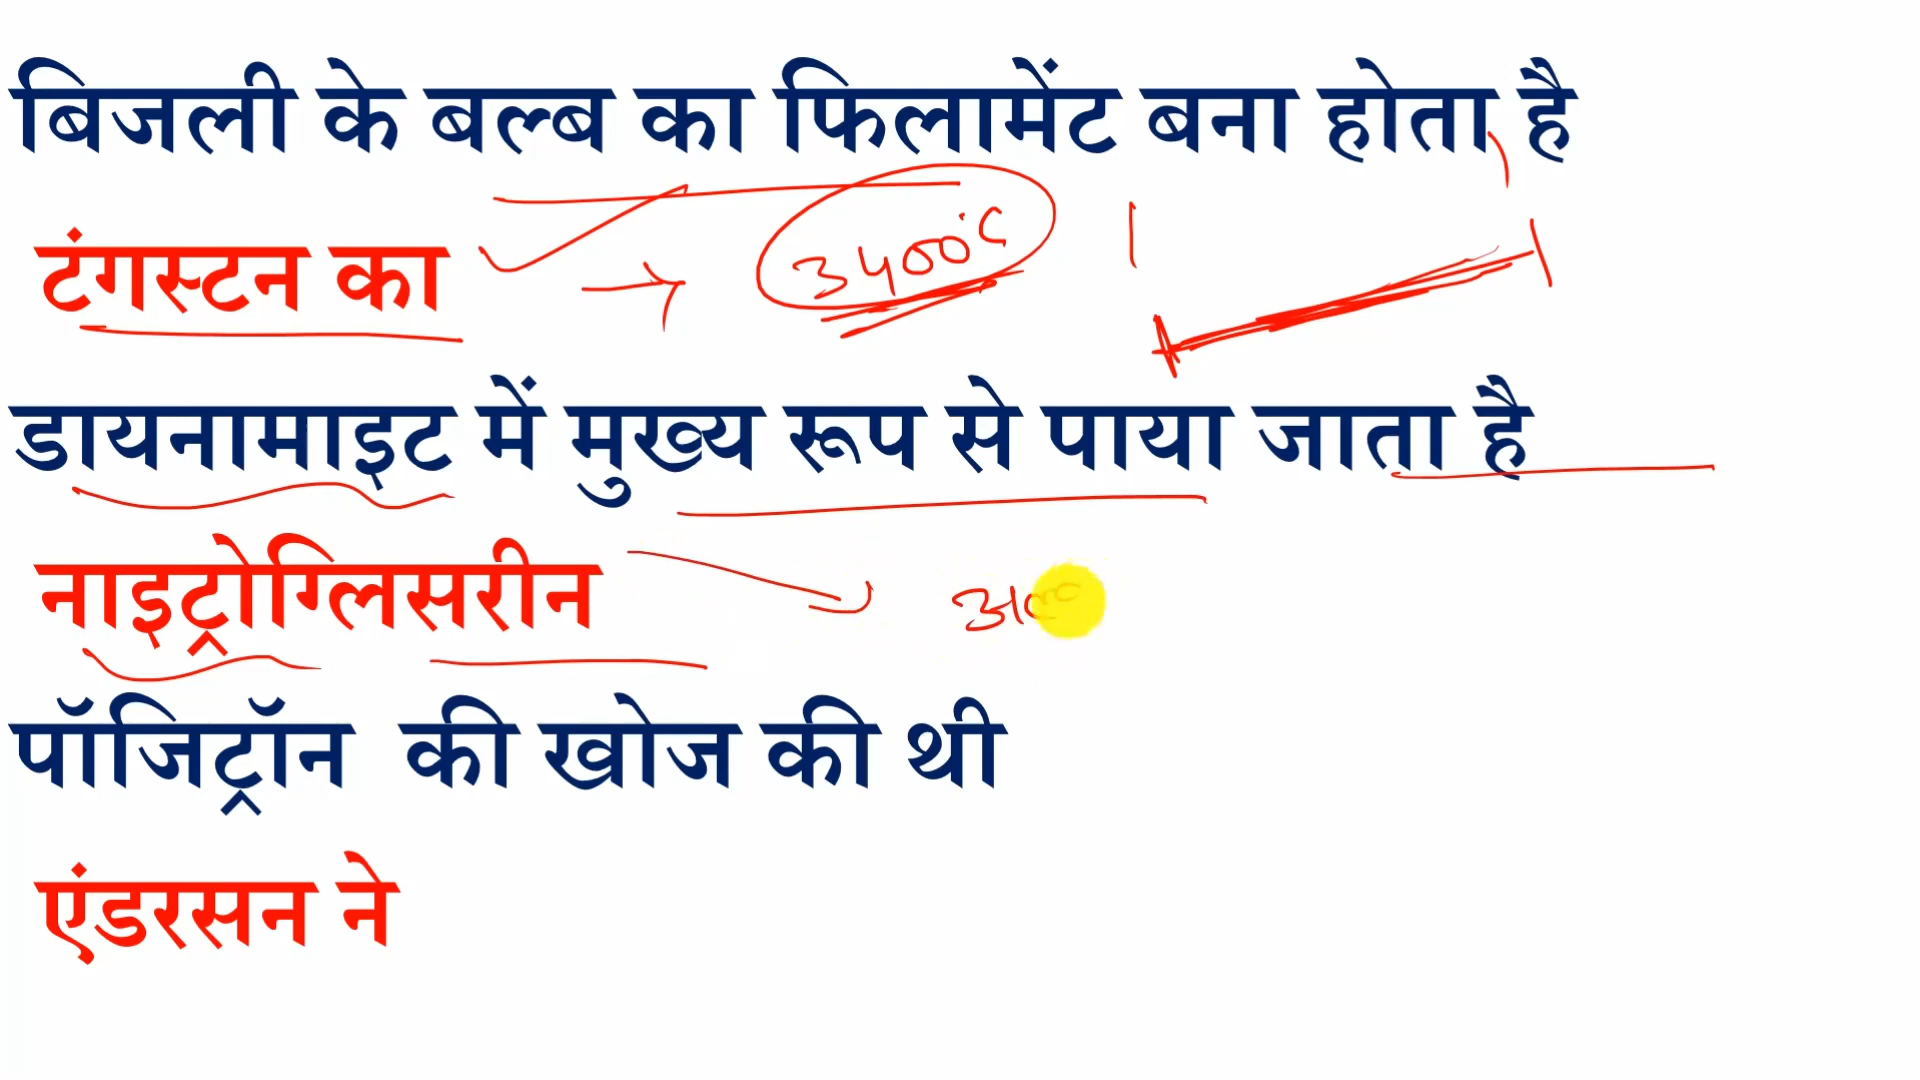 बिजली के बल्ब का फिलामेंट बना होता है
टंगस्टन का → 3400°C
डायनामाइट में मुख्य रूप से पाया जाता है
नाइट्रोग्लिसरीन
पॉजिट्रॉन की खोज की थी
एंडरसन ने